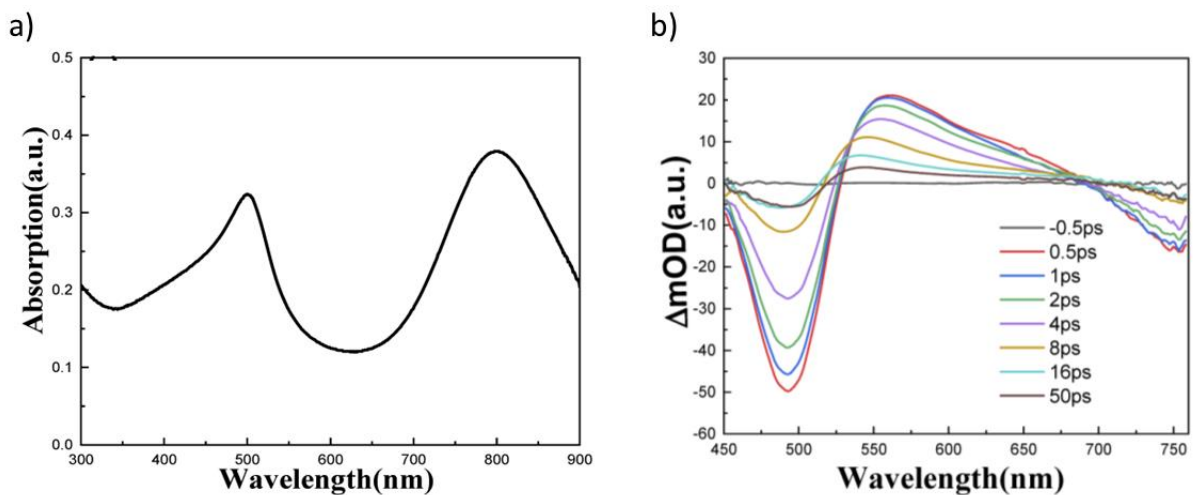 a)
Absorption(a.u.)
0.5
0.4
0.3
0.2
0.1
0.0
300 400 500 600 700 800 900
Wavelength(nm)
b)
ΔmOD(a.u.)
30
20
10
0
-10
-20
-30
-40
-50
-60
-0.5ps
0.5ps
1ps
2ps
4ps
8ps
16ps
50ps
450 500 550 600 650 700 750
Wavelength(nm)